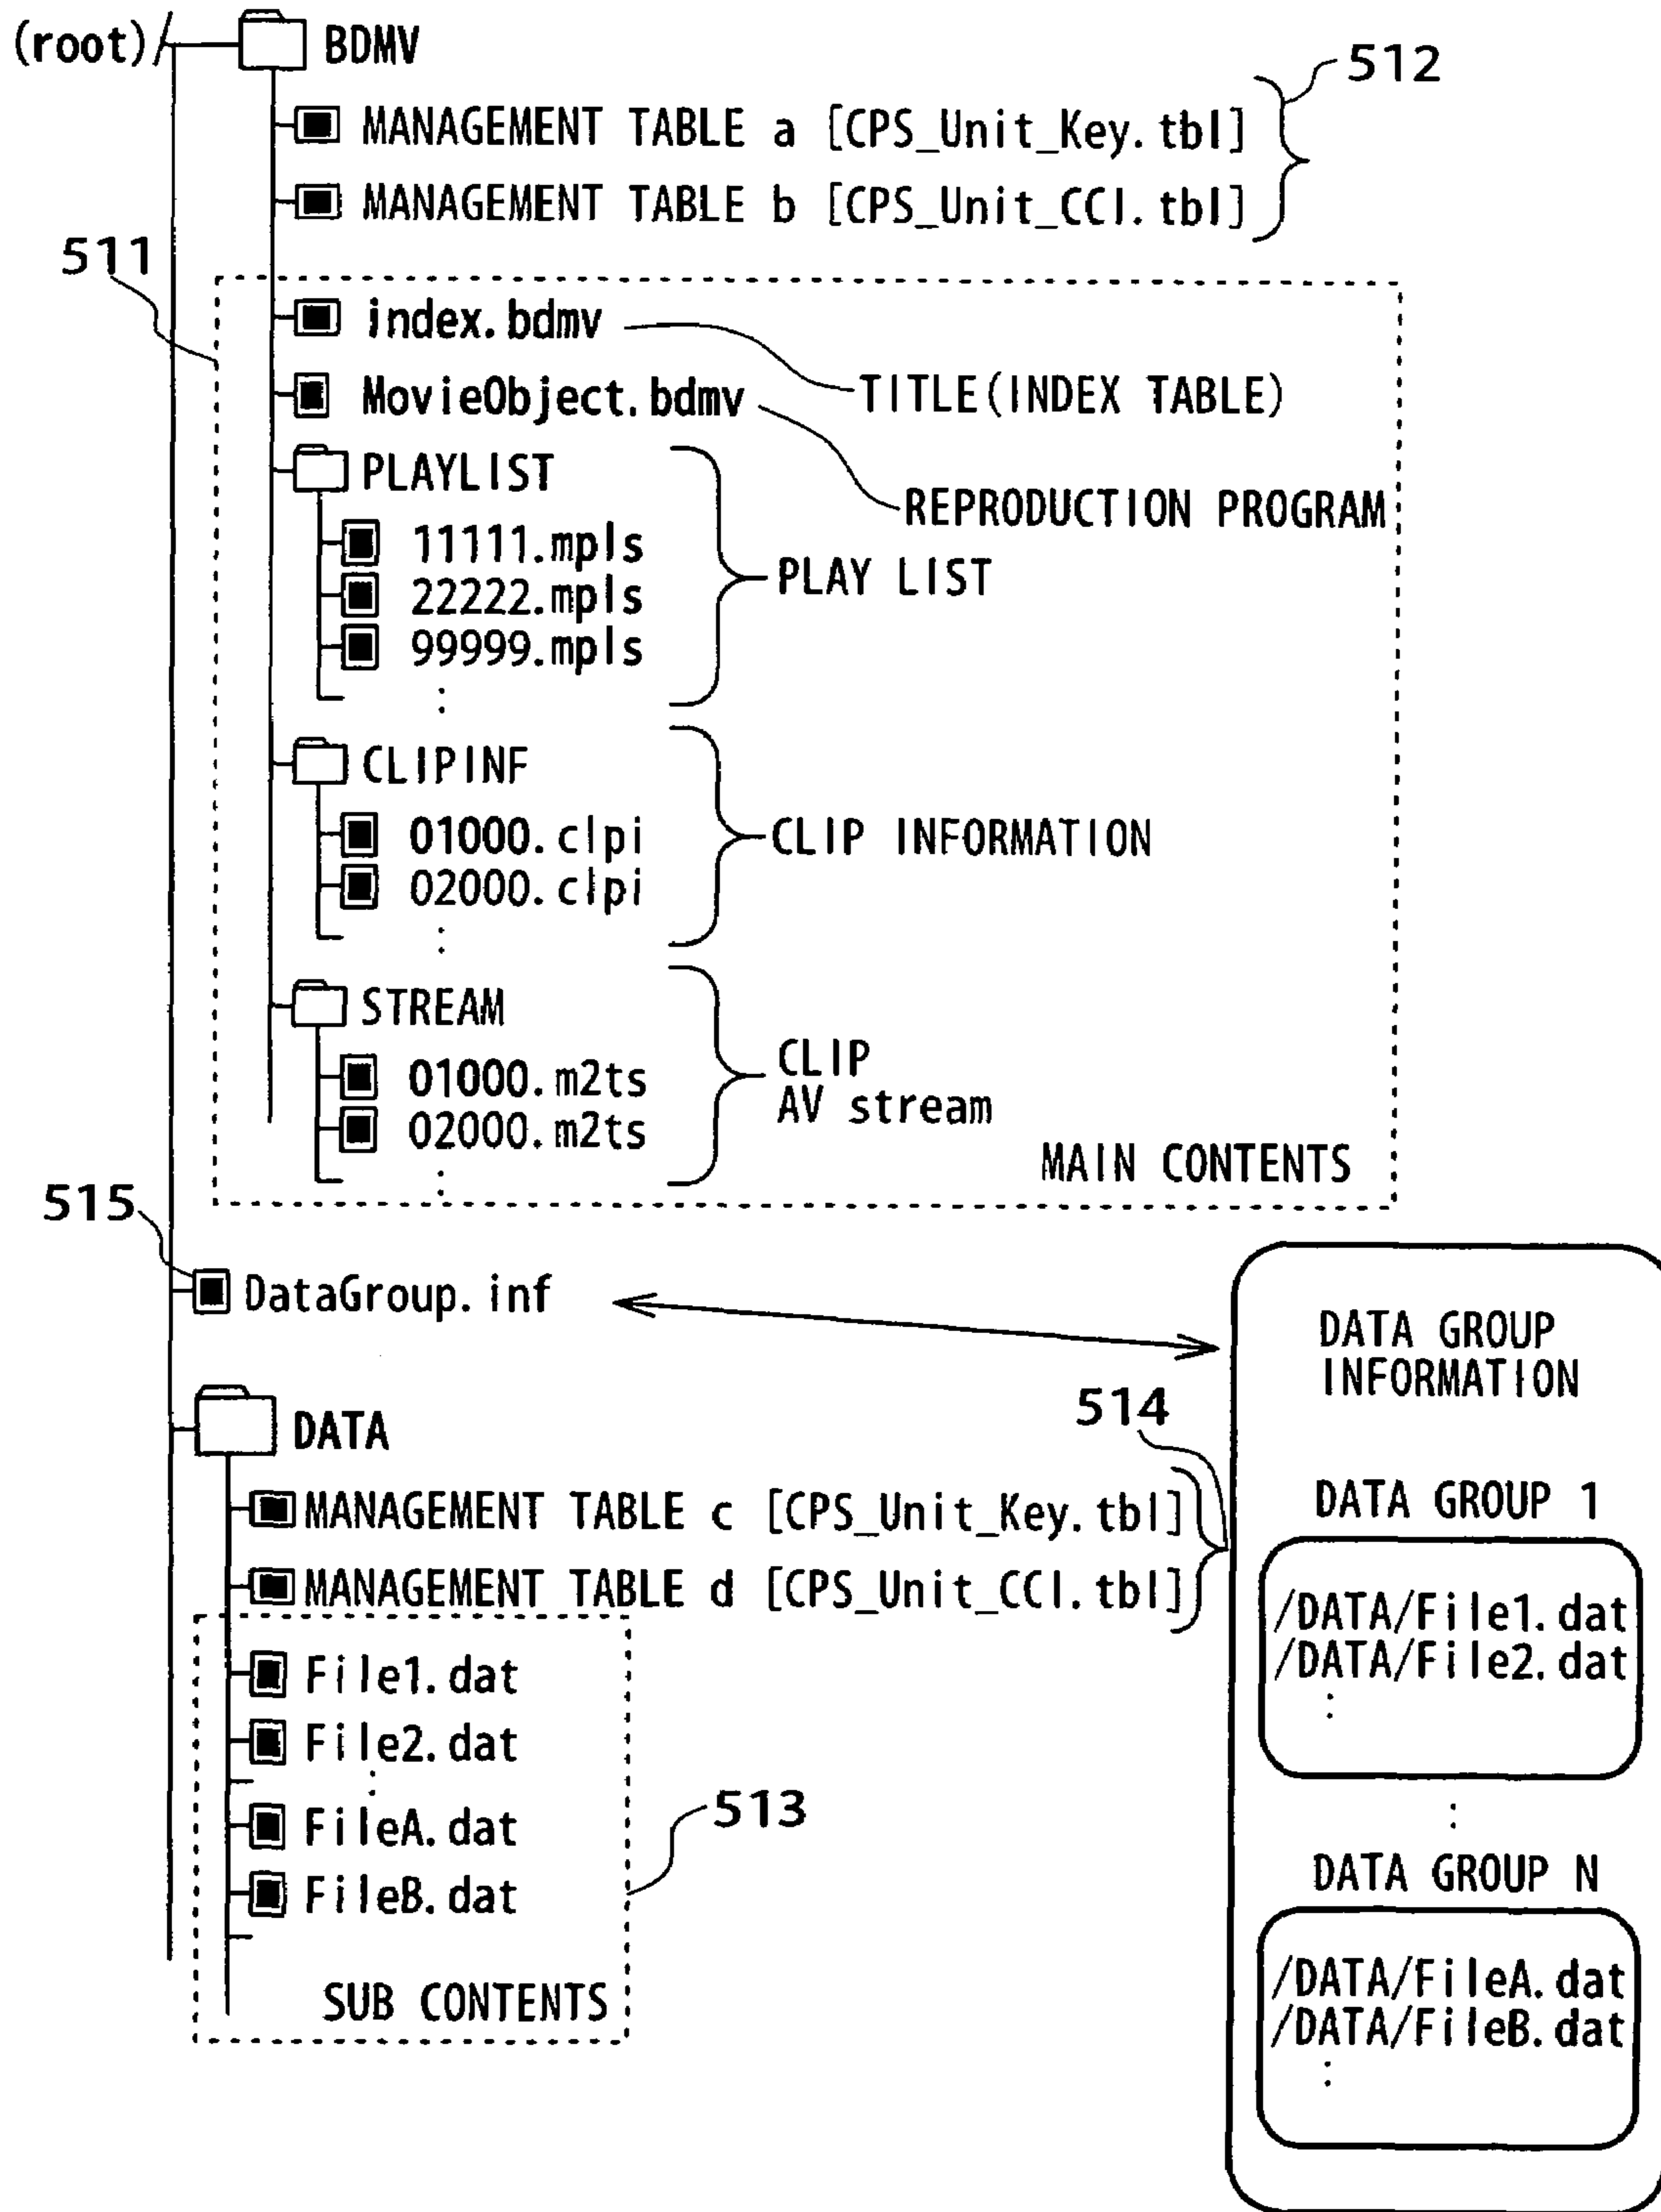 (root)/
BDMV
512
MANAGEMENT TABLE a [CPS_Unit_Key.tbl]
MANAGEMENT TABLE b [CPS_Unit_CCI.tbl]
511
index.bdmv
TITLE(INDEX TABLE)
MovieObject.bdmv
REPRODUCTION PROGRAM
PLAYLIST
11111.mpls
22222.mpls
99999.mpls
PLAY LIST
CLIPINF
01000.clpi
02000.clpi
CLIP INFORMATION
STREAM
01000.m2ts
02000.m2ts
CLIP
AV stream
MAIN CONTENTS
515
DataGroup.inf
DATA
514
MANAGEMENT TABLE c [CPS_Unit_Key.tbl]
MANAGEMENT TABLE d [CPS_Unit_CCI.tbl]
File1.dat
File2.dat
FileA.dat
FileB.dat
513
SUB CONTENTS
DATA GROUP
INFORMATION
DATA GROUP 1
/DATA/File1.dat
/DATA/File2.dat
DATA GROUP N
/DATA/FileA.dat
/DATA/FileB.dat